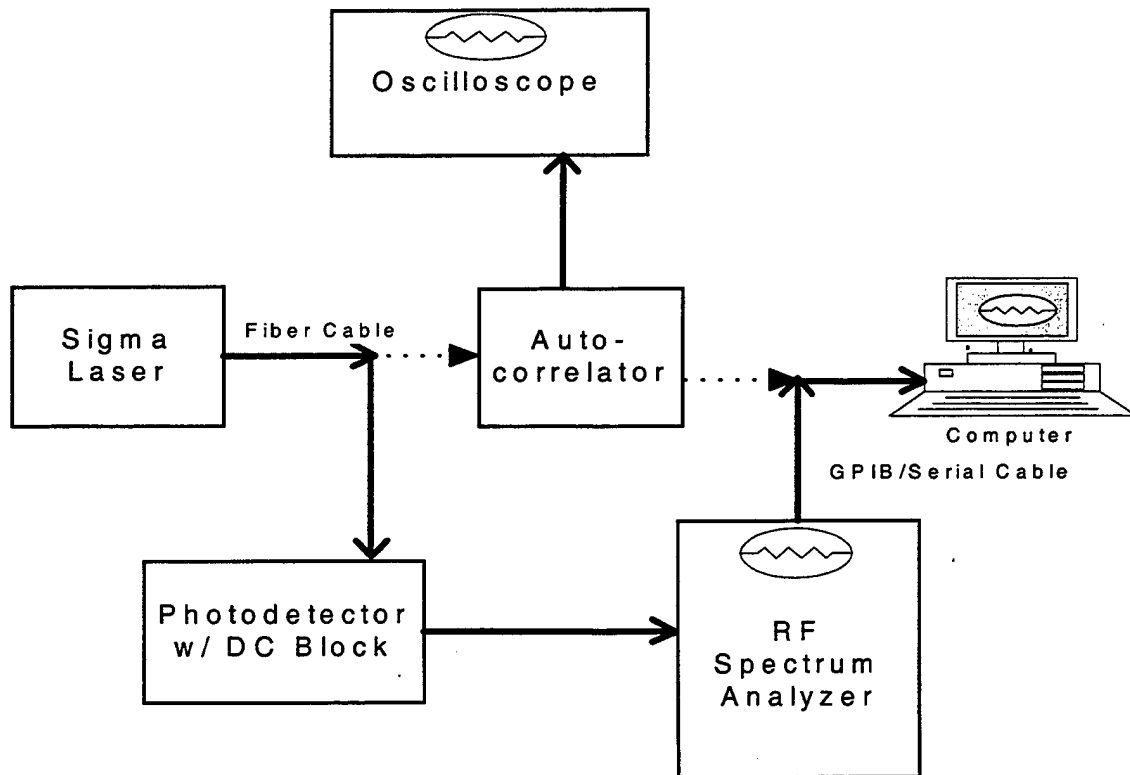 Oscilloscope
Sigma
Laser
Fiber Cable
Auto-
correlator
Computer
GPIB/Serial Cable
Photodetector
w/ DC Block
RF
Spectrum
Analyzer